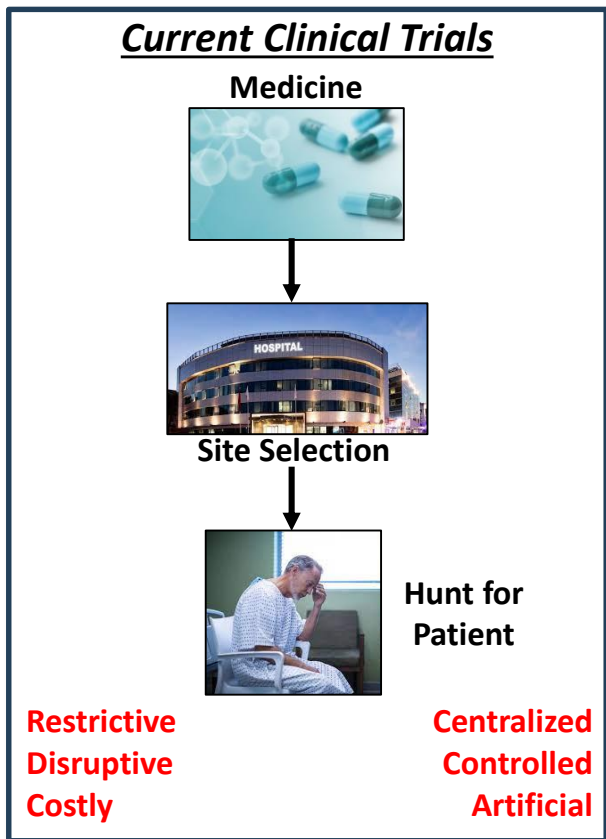 Current Clinical Trials
Medicine
HOSPITAL
Site Selection
Hunt for
Patient
Restrictive
Centralized
Disruptive
Controlled
Costly
Artificial